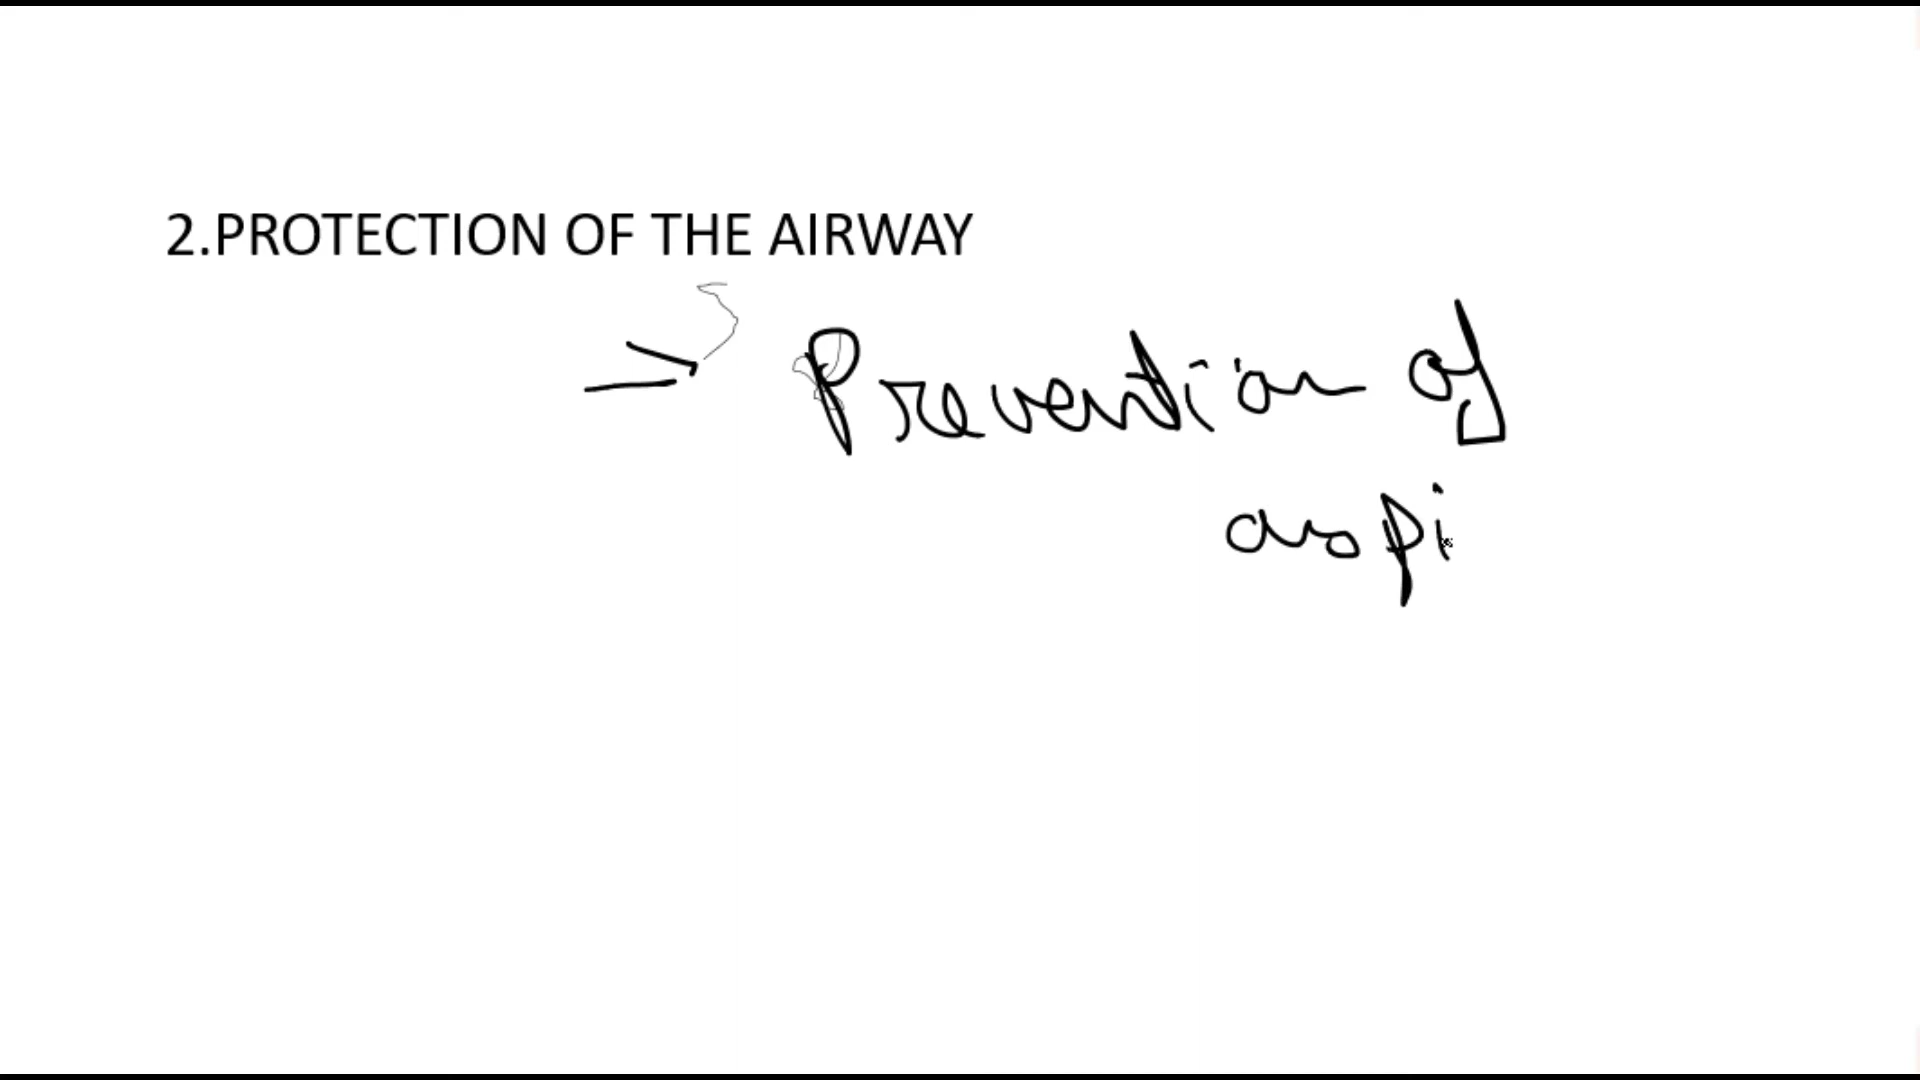 2.PROTECTION OF THE AIRWAY
→ Prevention of
aspi